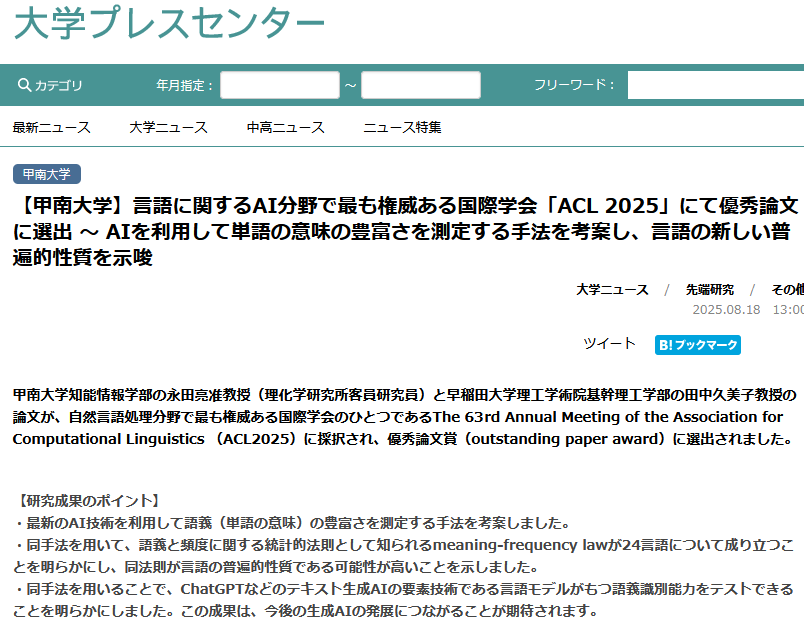 大学プレスセンター
カテゴリ 年月指定： ～ フリーワード：
最新ニュース 大学ニュース 中高ニュース ニュース特集
甲南大学
【甲南大学】言語に関するAI分野で最も権威ある国際学会「ACL 2025」にて優秀論文
に選出 ～ AIを利用して単語の意味の豊富さを測定する手法を考案し、言語の新しい普
遍的性質を示唆
大学ニュース / 先端研究 / その他
2025.08.18 13:00
ツイート B!ブックマーク
甲南大学知能情報学部の永田亮准教授（理化学研究所客員研究員）と早稲田大学理工学術院基幹理工学部の田中久美子教授の
論文が、自然言語処理分野で最も権威ある国際学会のひとつであるThe 63rd Annual Meeting of the Association for
Computational Linguistics （ACL2025）に採択され、優秀論文賞（outstanding paper award）に選出されました。
【研究成果のポイント】
・最新のAI技術を利用して語義（単語の意味）の豊富さを測定する手法を考案しました。
・同手法を用いて、語義と頻度に関する統計的法則として知られるmeaning-frequency lawが24言語について成り立つこ
とを明らかにし、同法則が言語の普遍的性質である可能性が高いことを示しました。
・同手法を用いることで、ChatGPTなどのテキスト生成AIの要素技術である言語モデルがもつ語義識別能力をテストできる
ことを明らかにしました。この成果は、今後の生成AIの発展につながることが期待されます。